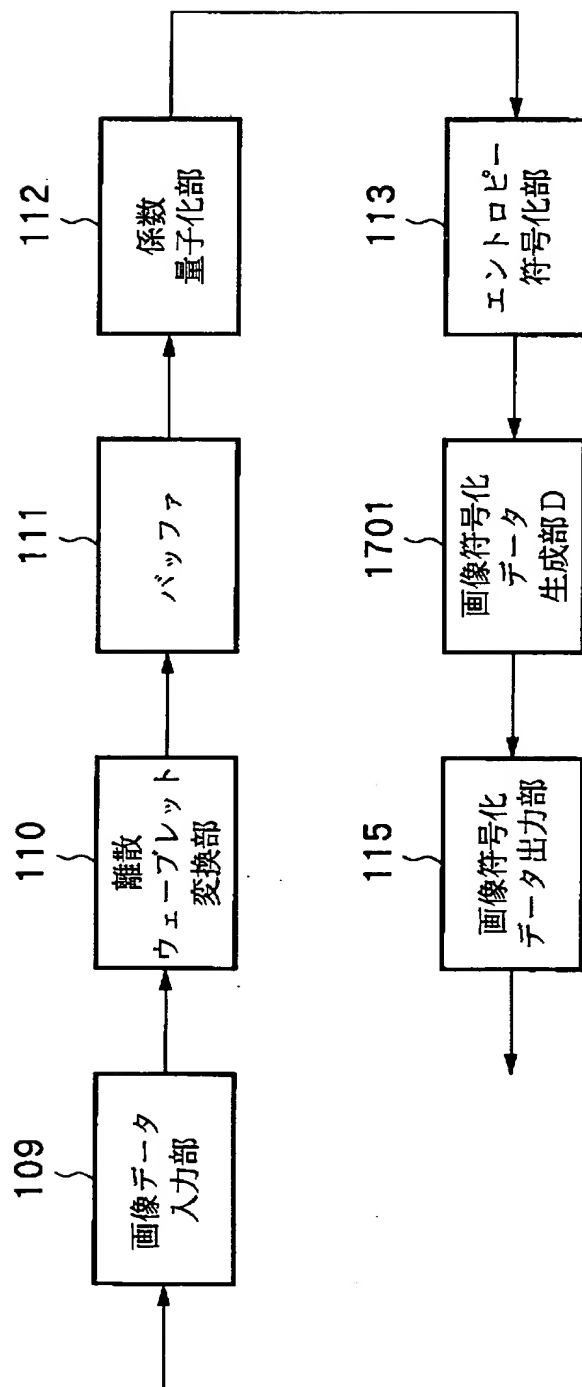 109
画像データ
入力部
110
離散
ウェーブレット
変換部
111
バッファ
112
係数
量子化部
113
エントロピー
符号化部
1701
画像符号化
データ
生成部D
115
画像符号化
データ出力部